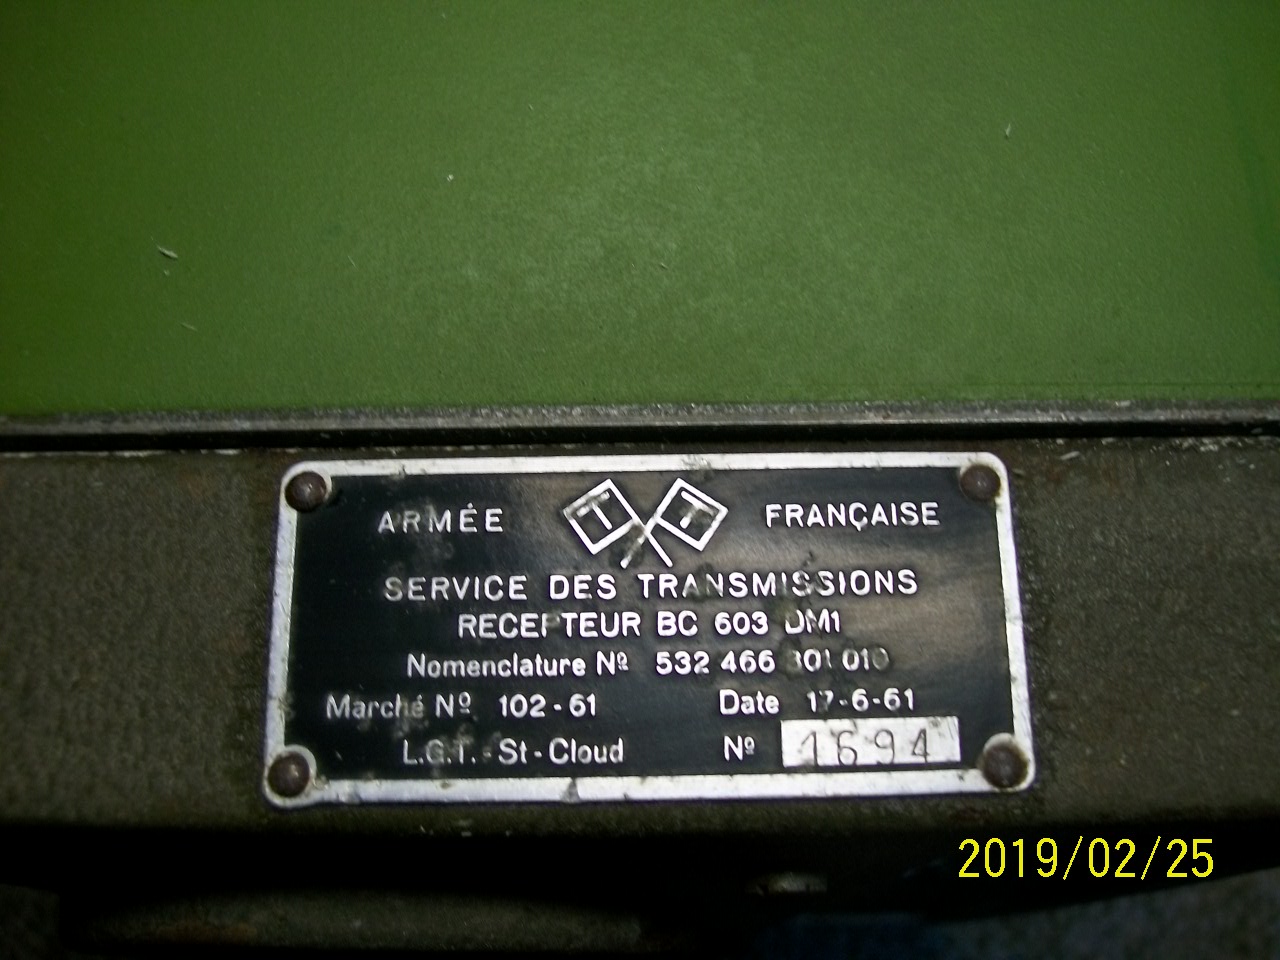 ARMÉE T T FRANÇAISE
SERVICE DES TRANSMISSIONS
RECEPTEUR BC 603 DM1
Nomenclature Nº 532 466 301 010
Marché Nº 102-61 Date 17-6-61
L.G.T.-St-Cloud Nº 1694
2019/02/25